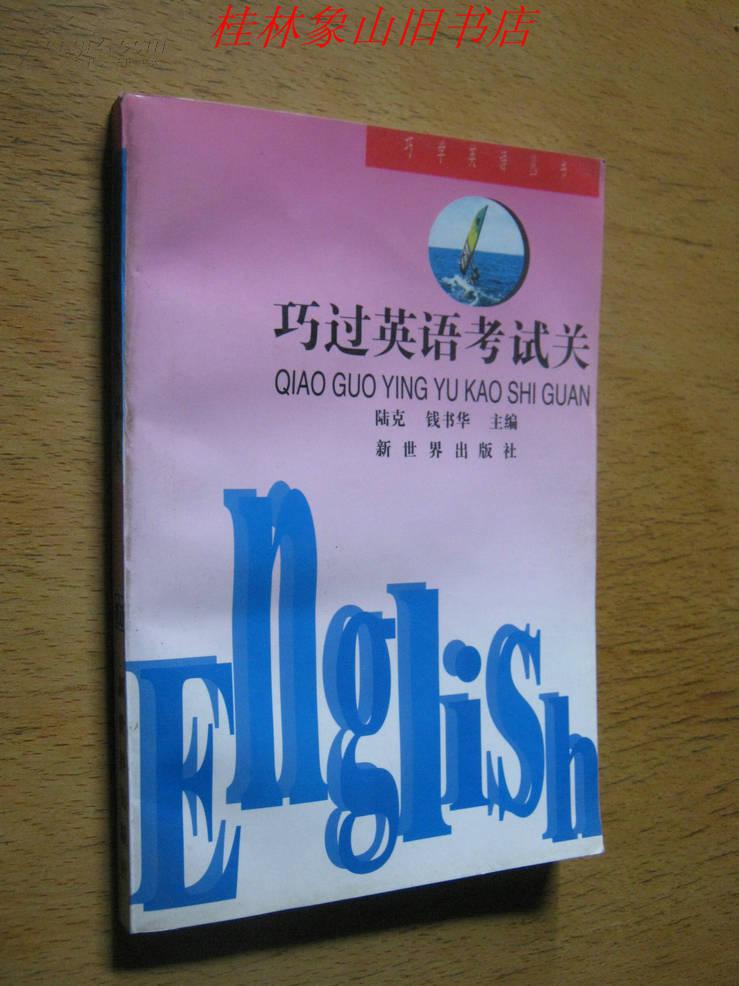 桂林象山旧书店
巧过英语考试关
QIAO GUO YING YU KAO SHI GUAN
陆克 钱书华 主编
新世界出版社
English